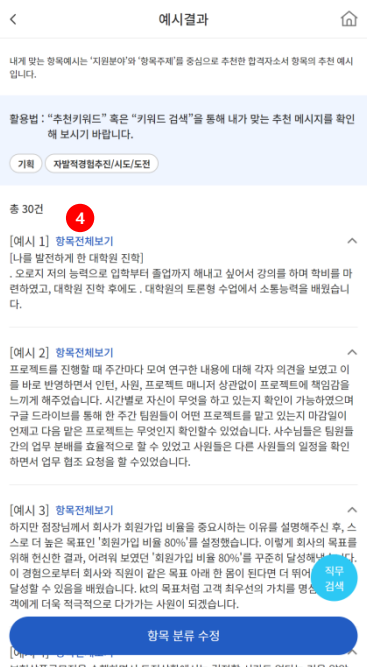 예시결과
내게 맞는 항목예시는 '지원분야'와 '항목주제'를 중심으로 추천한 합격자소서 항목의 추천 예시
입니다.
활용법 : "추천키워드" 혹은 "키워드 검색"을 통해 내가 맞는 추천 메시지를 확인
해 보시기 바랍니다.
기획 자발적경험추진/시도/도전
총 30건
4
[예시 1] 항목전체보기
[나를 발전하게 한 대학원 진학]
. 오로지 저의 능력으로 입학부터 졸업까지 해내고 싶어서 강의를 하며 학비를 마
련하였고, 대학원 진학 후에도 . 대학원의 토론형 수업에서 소통능력을 배웠습니
다.
[예시 2] 항목전체보기
프로젝트를 진행할 때 주간마다 모여 연구한 내용에 대해 각자 의견을 보였고 이
를 바로 반영하면서 인턴, 사원, 프로젝트 매니저 상관없이 프로젝트에 책임감을
느끼게 해주었습니다. 시간별로 자신이 무엇을 하고 있는지 확인이 가능하였으며
구글 드라이브를 통해 한 주간 팀원들이 어떤 프로젝트를 맡고 있는지 마감일이
언제고 다음 맡은 프로젝트는 무엇인지 확인할수 있었습니다. 사수님들은 팀원들
간의 업무 분배를 효율적으로 할 수 있었고 사원들은 다른 사원들의 일정을 확인
하면서 업무 협조 요청을 할 수있었습니다.
[예시 3] 항목전체보기
하지만 점장님께서 회사가 회원가입 비율을 중요시하는 이유를 설명해주신 후, 스
스로 더 높은 목표인 '회원가입 비율 80%'를 설정했습니다. 이렇게 회사의 목표를
위해 헌신한 결과, 어려워 보였던 '회원가입 비율 80%'를 꾸준히 달성해냈습니다.
이 경험으로부터 회사와 직원이 같은 목표 아래 한 몸이 된다면 더 뛰어
달성할 수 있음을 배웠습니다. kt의 목표처럼 고객 최우선의 가치를 명심
객에게 더욱 적극적으로 다가가는 사원이 되겠습니다.
직무
검색
항목 분류 수정